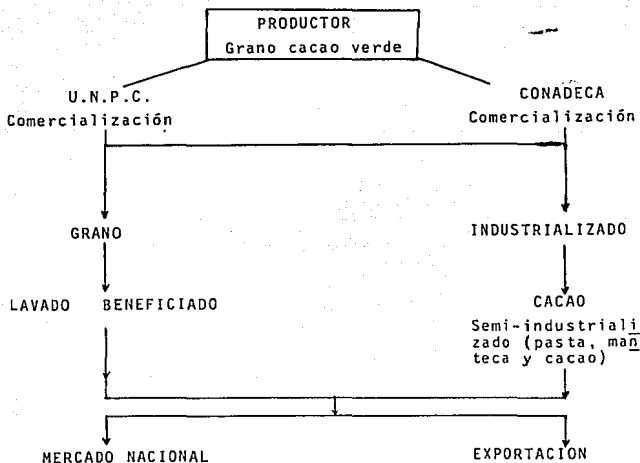 PRODUCTOR
Grano cacao verde
U.N.P.C.
Comercialización
CONADECA
Comercialización
GRANO
INDUSTRIALIZADO
LAVADO BENEFICIADO
CACAO
Semi-industriali
zado (pasta, man
teca y cacao)
MERCADO NACIONAL
EXPORTACION